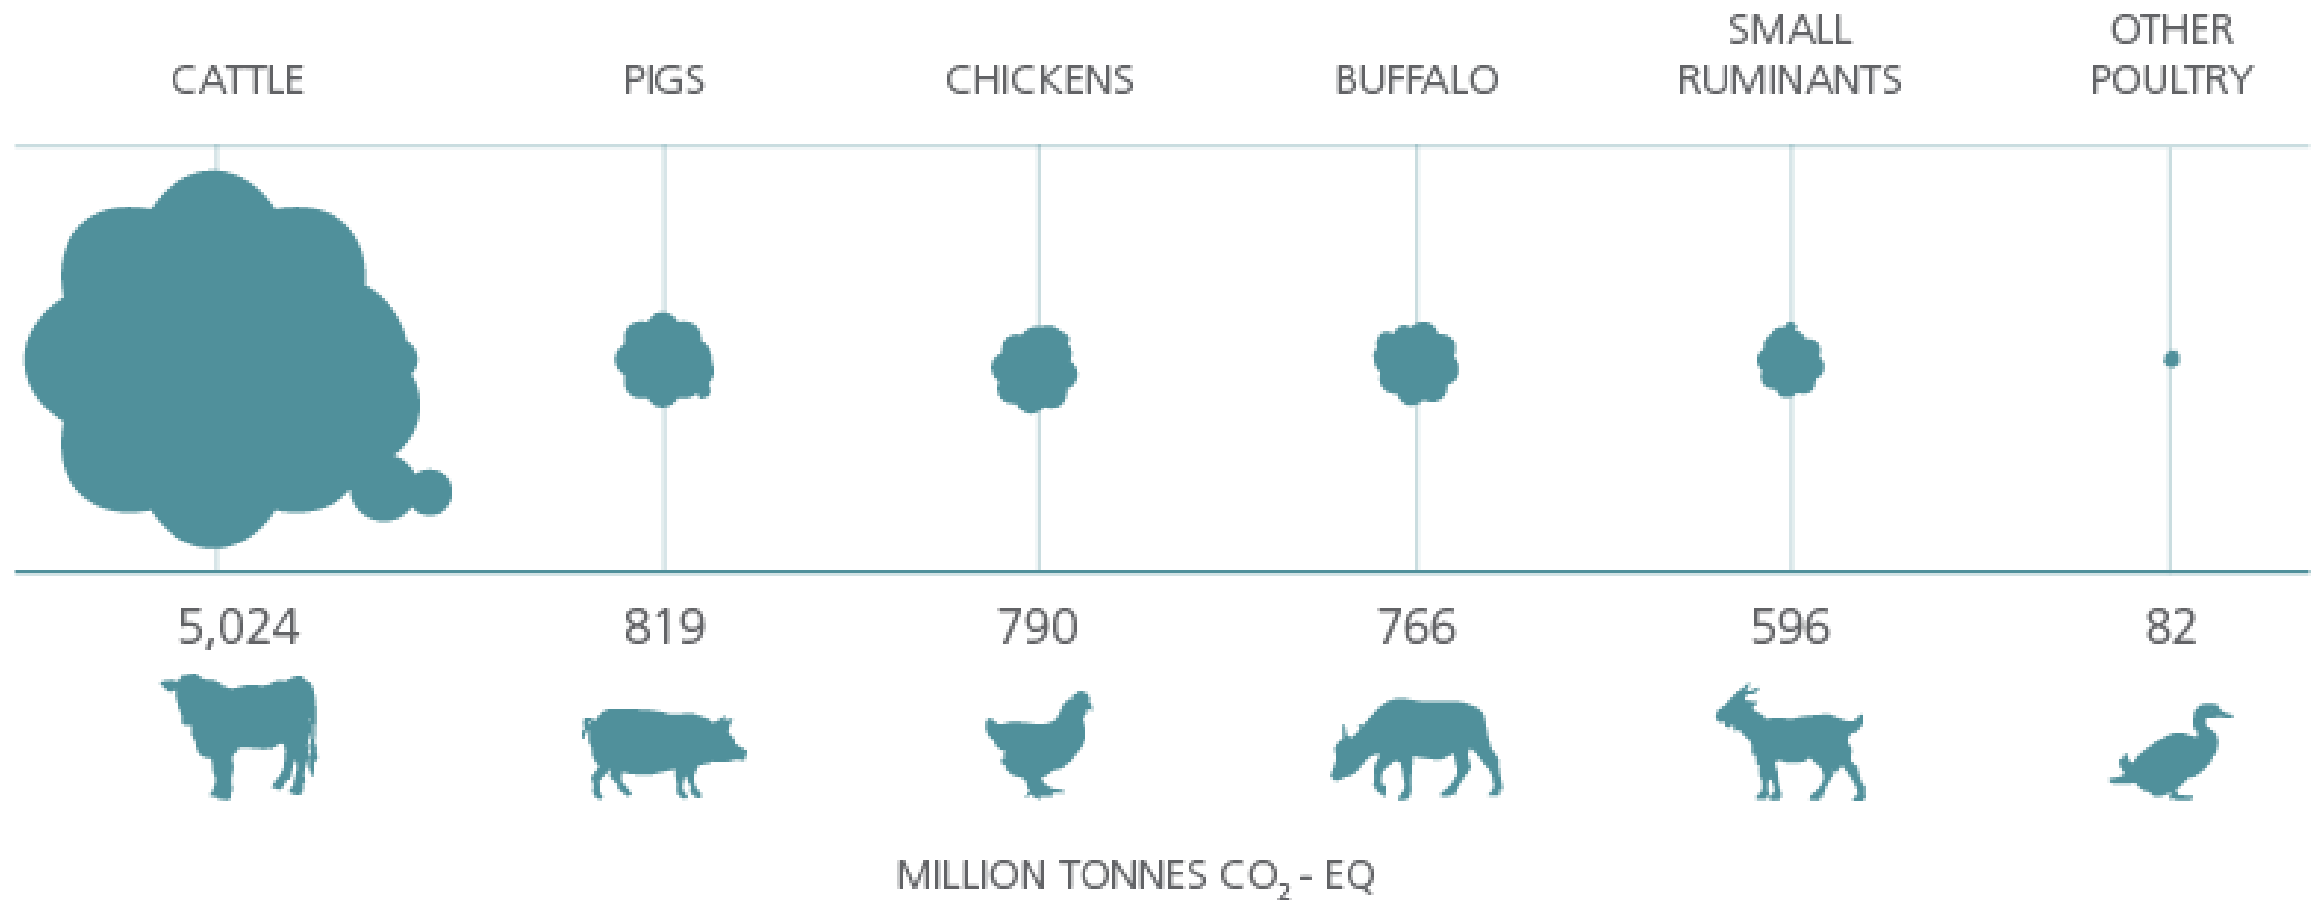 CATTLE
PIGS
CHICKENS
BUFFALO
SMALL
RUMINANTS
OTHER
POULTRY
5,024
819
790
766
596
82
MILLION TONNES CO₂ - EQ